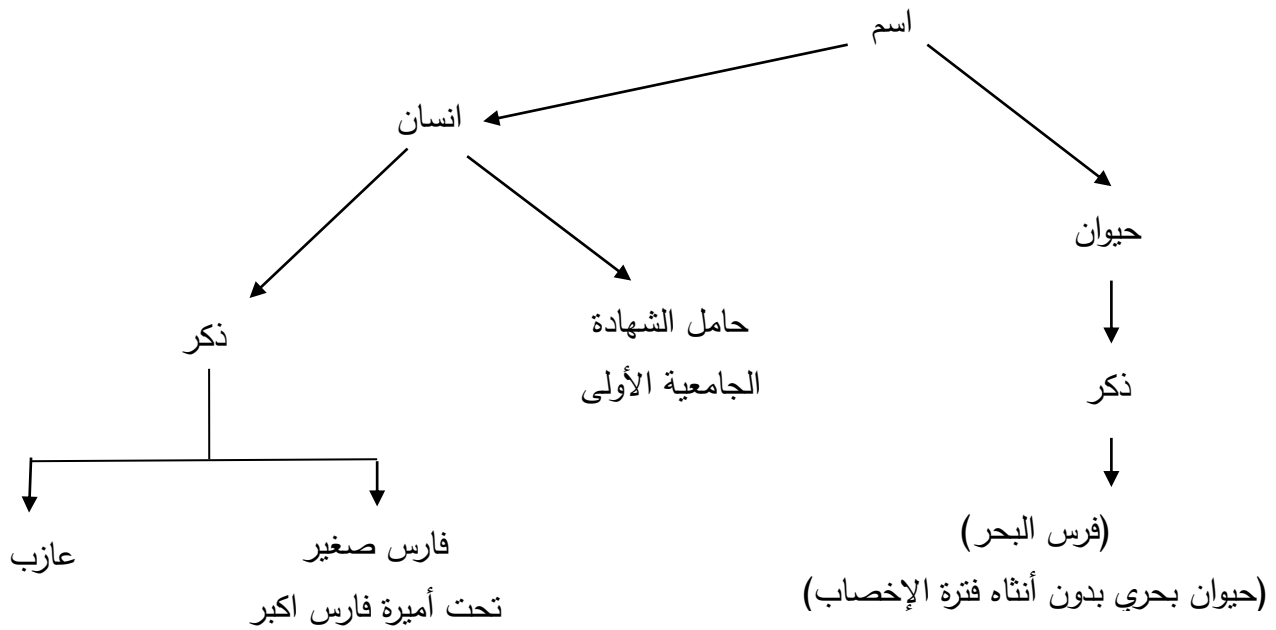 اسم
انسان
حيوان
ذكر
حامل الشهادة
الجامعية الأولى
ذكر
عازب
فارس صغير
تحت أميرة فارس اكبر
(فرس البحر)
(حيوان بحري بدون أنثاه فترة الإخصاب)